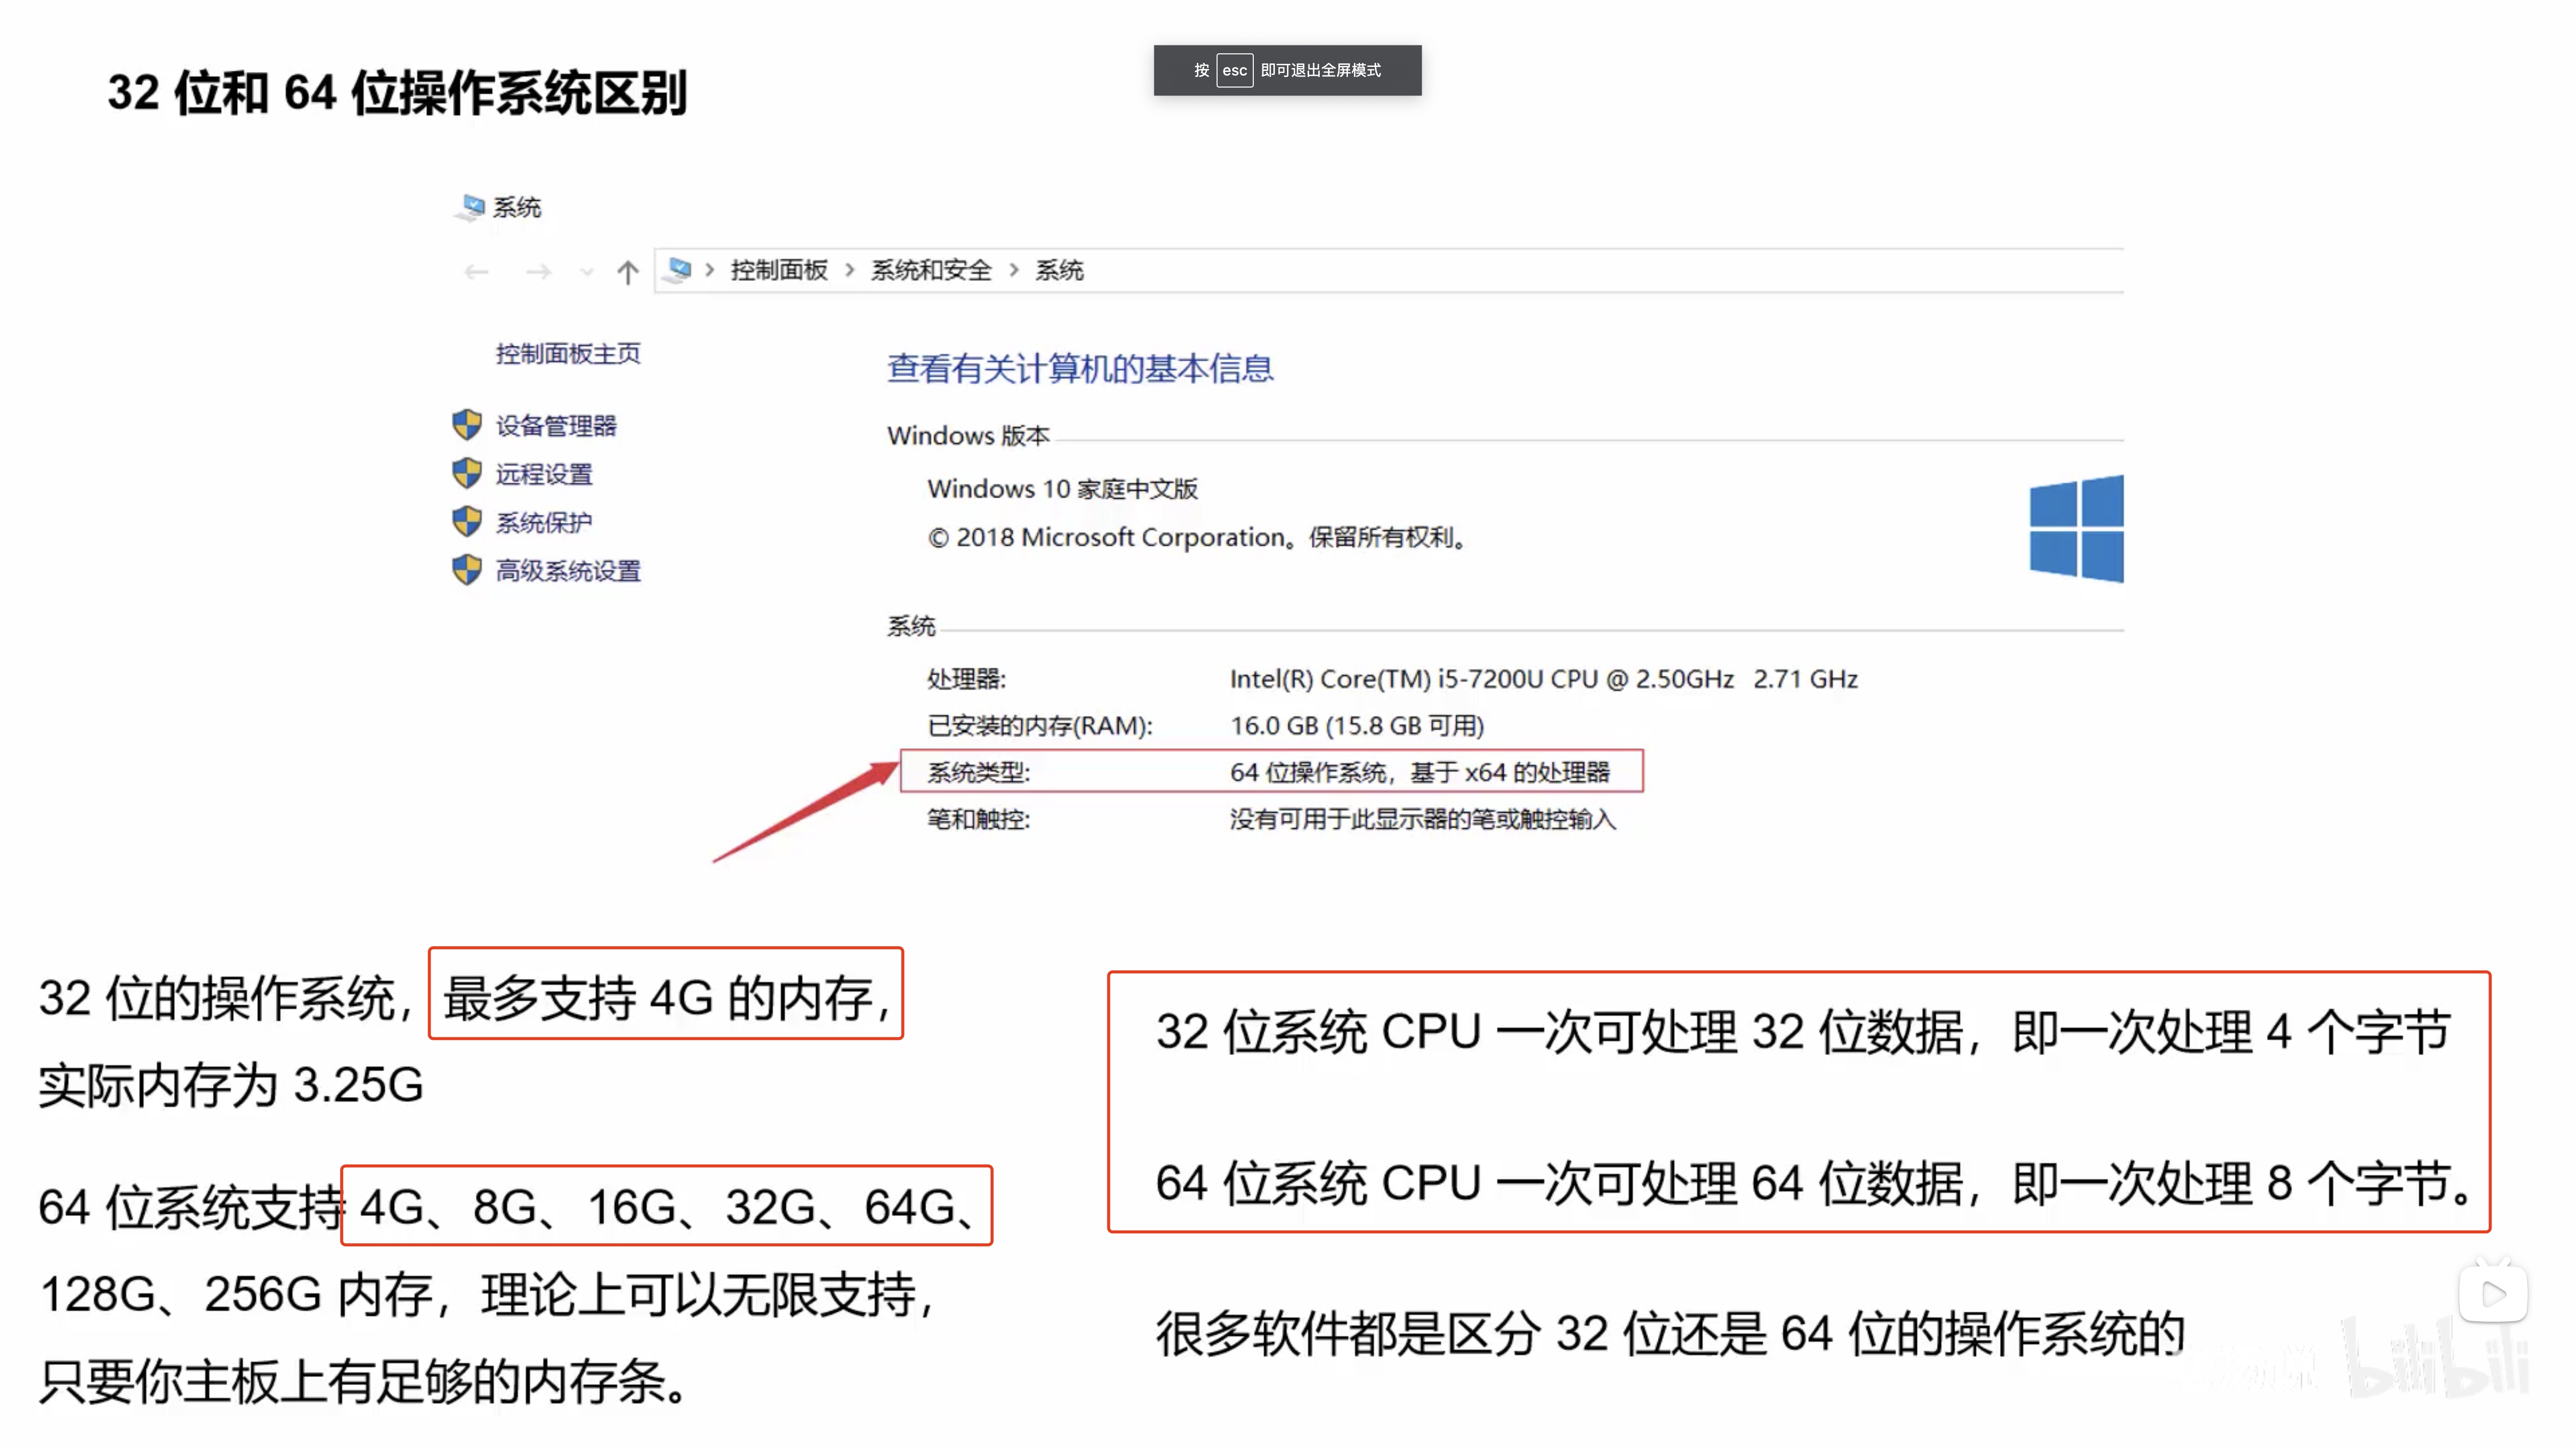 32 位和 64 位操作系统区别
按 esc 即可退出全屏模式
系统
控制面板 > 系统和安全 > 系统
控制面板主页
设备管理器
远程设置
系统保护
高级系统设置
查看有关计算机的基本信息
Windows 版本
Windows 10 家庭中文版
© 2018 Microsoft Corporation。保留所有权利。
系统
处理器: Intel(R) Core(TM) i5-7200U CPU @ 2.50GHz 2.71 GHz
已安装的内存(RAM): 16.0 GB (15.8 GB 可用)
系统类型: 64 位操作系统，基于 x64 的处理器
笔和触控: 没有可用于此显示器的笔或触控输入
32 位的操作系统，最多支持 4G 的内存，
实际内存为 3.25G
64 位系统支持 4G、8G、16G、32G、64G、
128G、256G 内存，理论上可以无限支持，
只要你主板上有足够的内存条。
32 位系统 CPU 一次可处理 32 位数据，即一次处理 4 个字节
64 位系统 CPU 一次可处理 64 位数据，即一次处理 8 个字节。
很多软件都是区分 32 位还是 64 位的操作系统的
bilibili